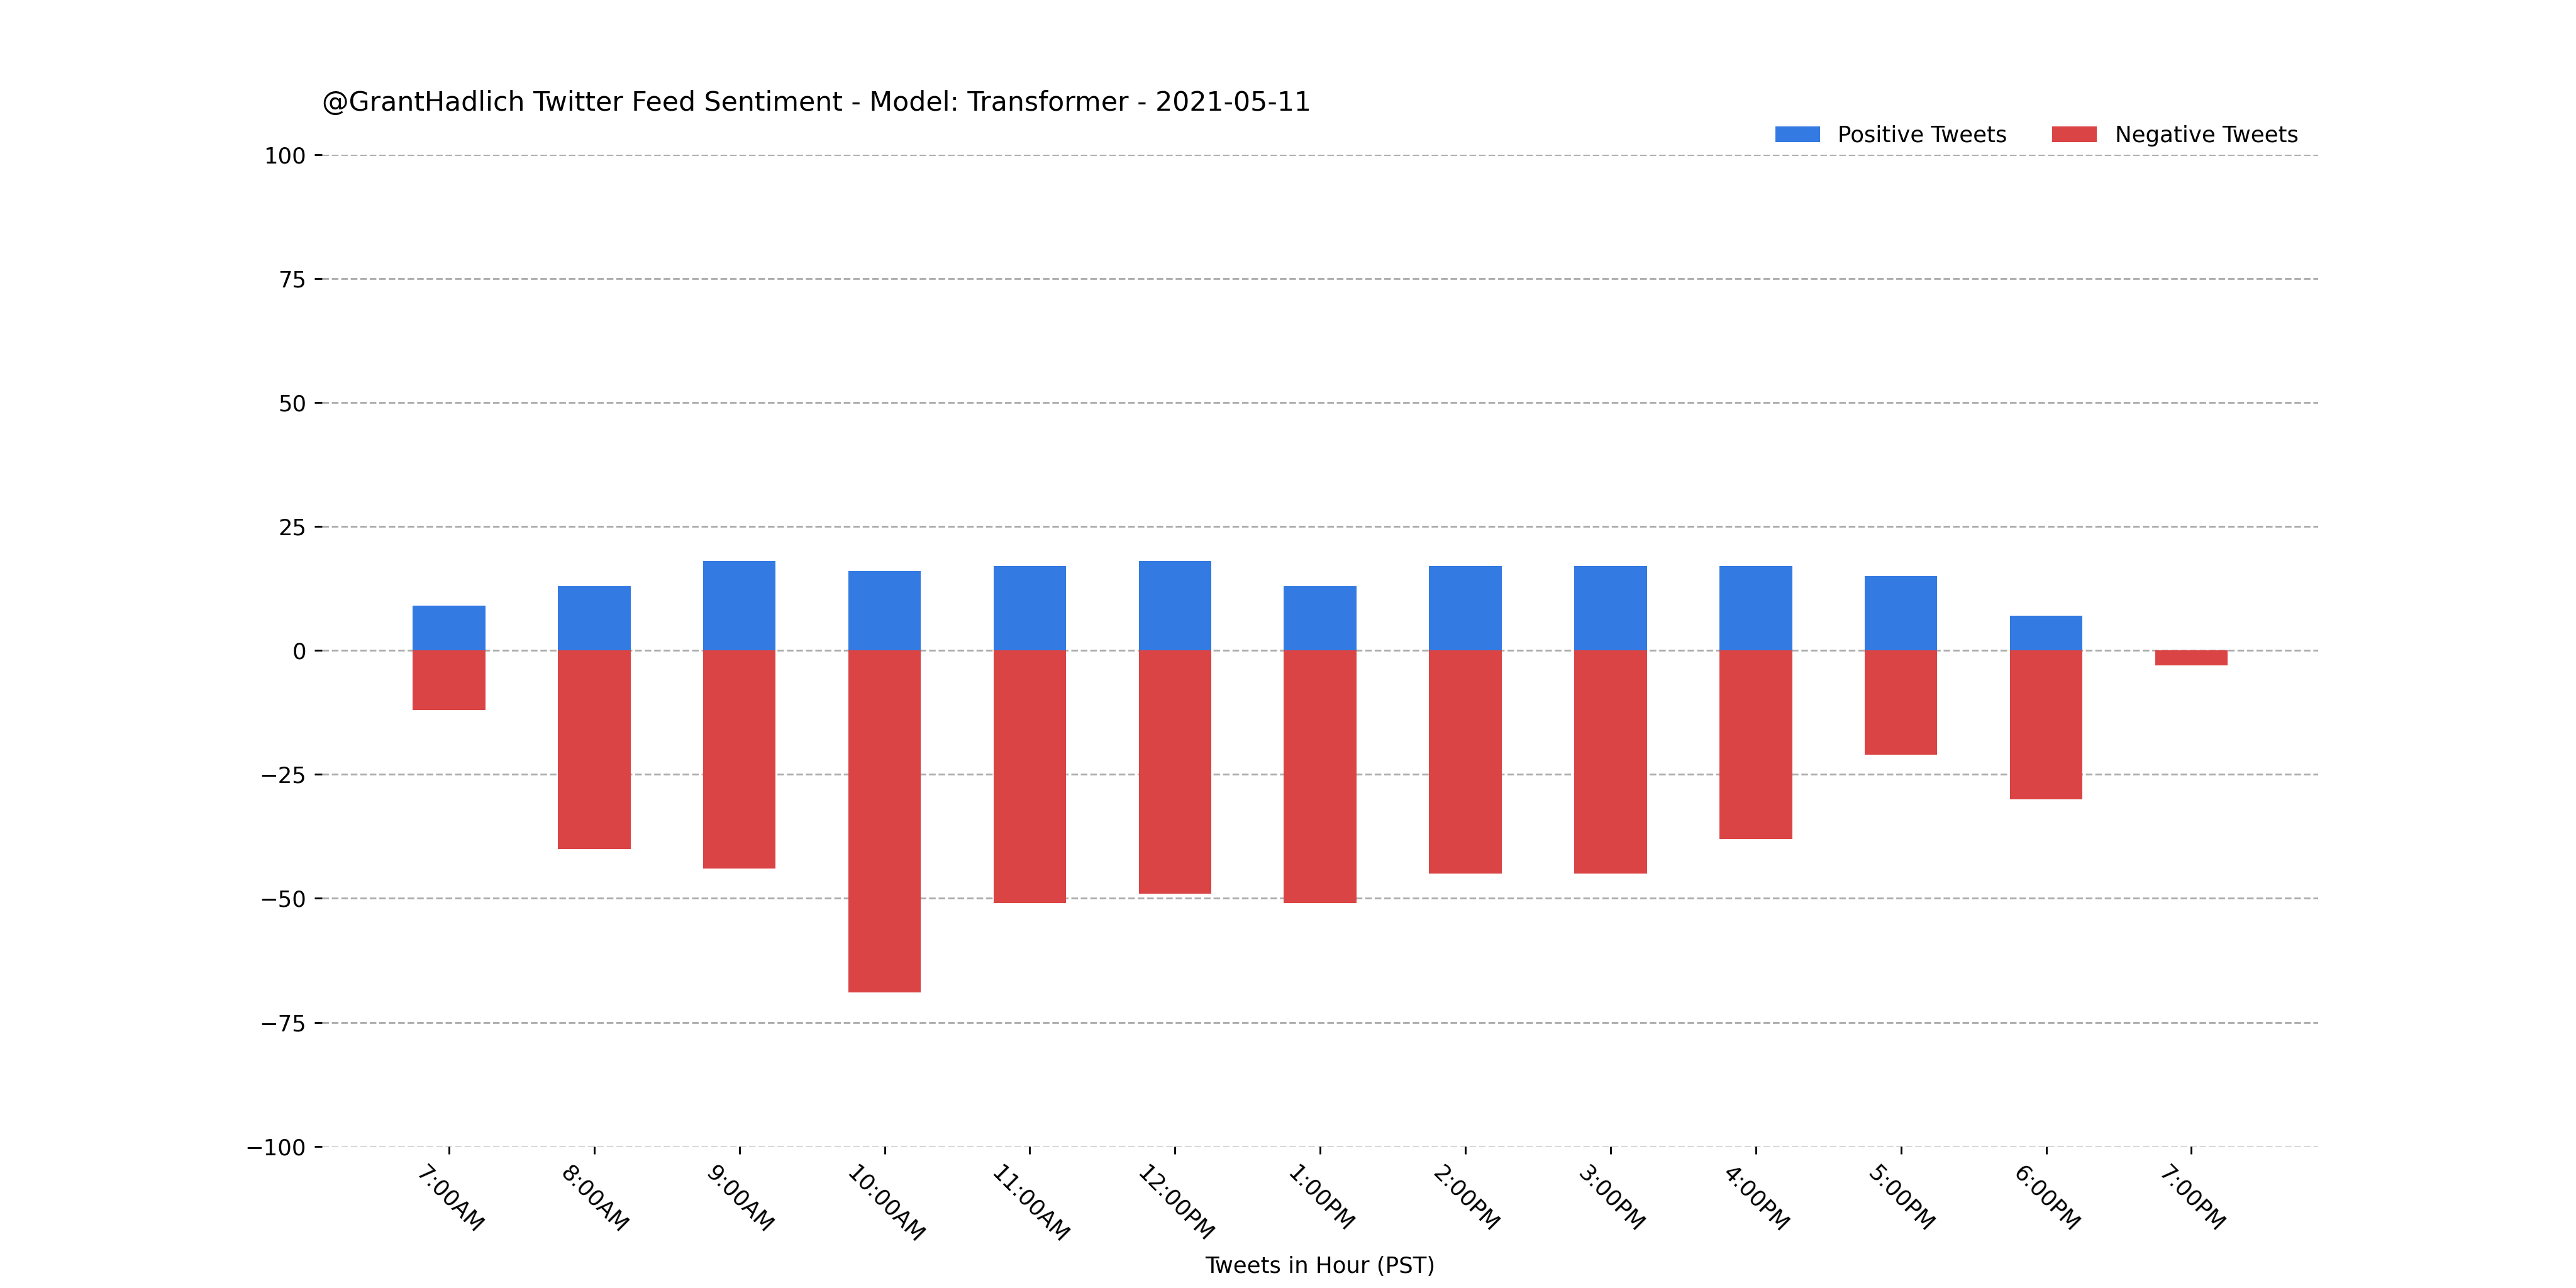 @GrantHadlich Twitter Feed Sentiment - Model: Transformer - 2021-05-11
Positive Tweets
Negative Tweets
100
75
50
25
0
−25
−50
−75
−100
7:00AM
8:00AM
9:00AM
10:00AM
11:00AM
12:00PM
1:00PM
2:00PM
3:00PM
4:00PM
5:00PM
6:00PM
7:00PM
Tweets in Hour (PST)